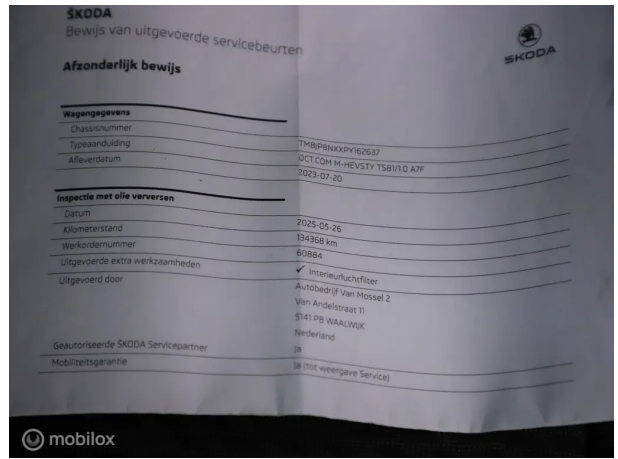 ŠKODA
Bewijs van uitgevoerde servicebeurten
ŠKODA
Afzonderlijk bewijs
Wagengegevens
Chassisnummer TMBJP8NXXPY162637
Typeaanduiding OCT.COM M-HEVSTY TS81/1.0 A7F
Afleverdatum 2023-07-20
Inspectie met olie verversen
Datum 2025-05-26
Kilometerstand 134368 km
Werkordernummer 60884
Uitgevoerde extra werkzaamheden ✓ Interieurluchtfilter
Uitgevoerd door Autobedrijf Van Mossel 2
Van Andelstraat 11
5141 PB WAALWIJK
Nederland
Geautoriseerde ŠKODA Servicepartner ja
Mobiliteitsgarantie ja (tot weergave Service)
mobilox